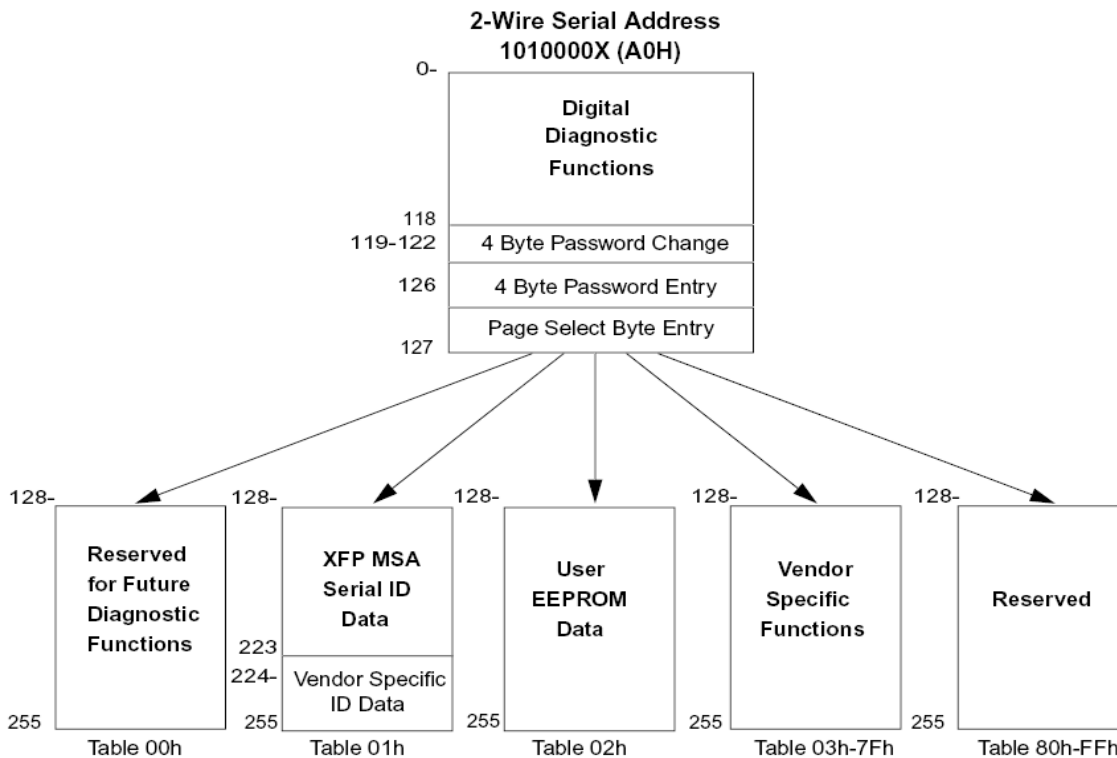 2-Wire Serial Address
1010000X (A0H)
0-
Digital
Diagnostic
Functions
118
119-122
4 Byte Password Change
126
4 Byte Password Entry
Page Select Byte Entry
127
128-
Reserved
for Future
Diagnostic
Functions
255
Table 00h
128-
XFP MSA
Serial ID
Data
223
224-
Vendor Specific
ID Data
255
Table 01h
128-
User
EEPROM
Data
255
Table 02h
128-
Vendor
Specific
Functions
255
Table 03h-7Fh
128-
Reserved
255
Table 80h-FFh